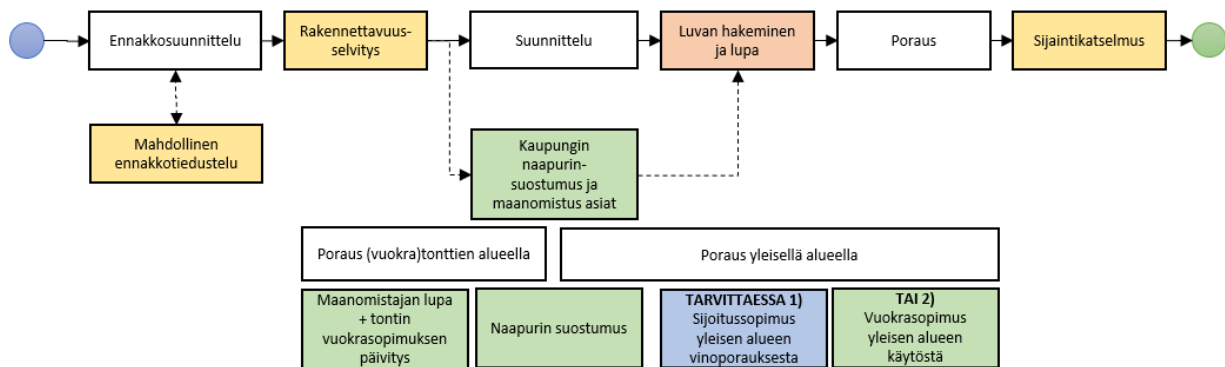 Ennakkosuunnittelu
Rakennettavuus-
selvitys
Suunnittelu
Luvan hakeminen
ja lupa
Poraus
Sijaintikatselmus
Mahdollinen
ennakkotiedustelu
Kaupungin
naapurin-
suostumus ja
maanomistus asiat
Poraus (vuokra)tonttien alueella
Poraus yleisellä alueella
Maanomistajan lupa
+ tontin
vuokrasopimuksen
päivitys
Naapurin suostumus
TARVITTAESSA 1)
Sijoitussopimus
yleisen alueen
vinoporauksesta
TAI 2)
Vuokrasopimus
yleisen alueen
käytöstä